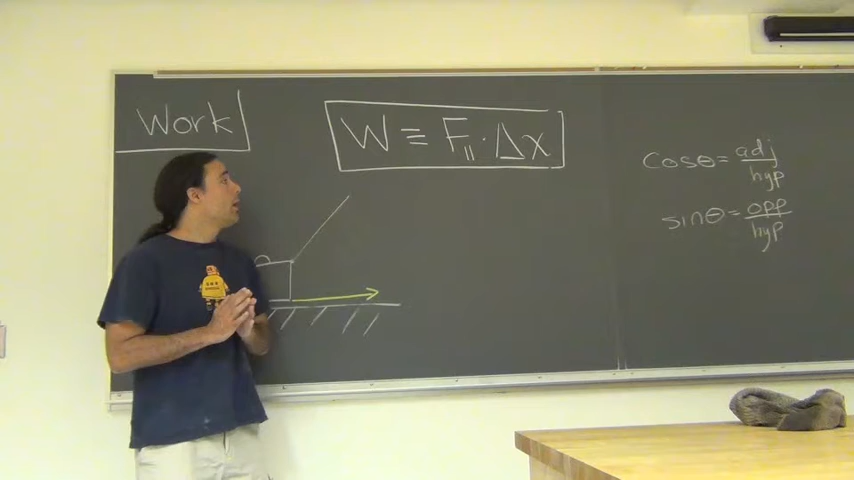 Work
W ≡ F∥ · Δx
cosθ = adj/hyp
sinθ = opp/hyp